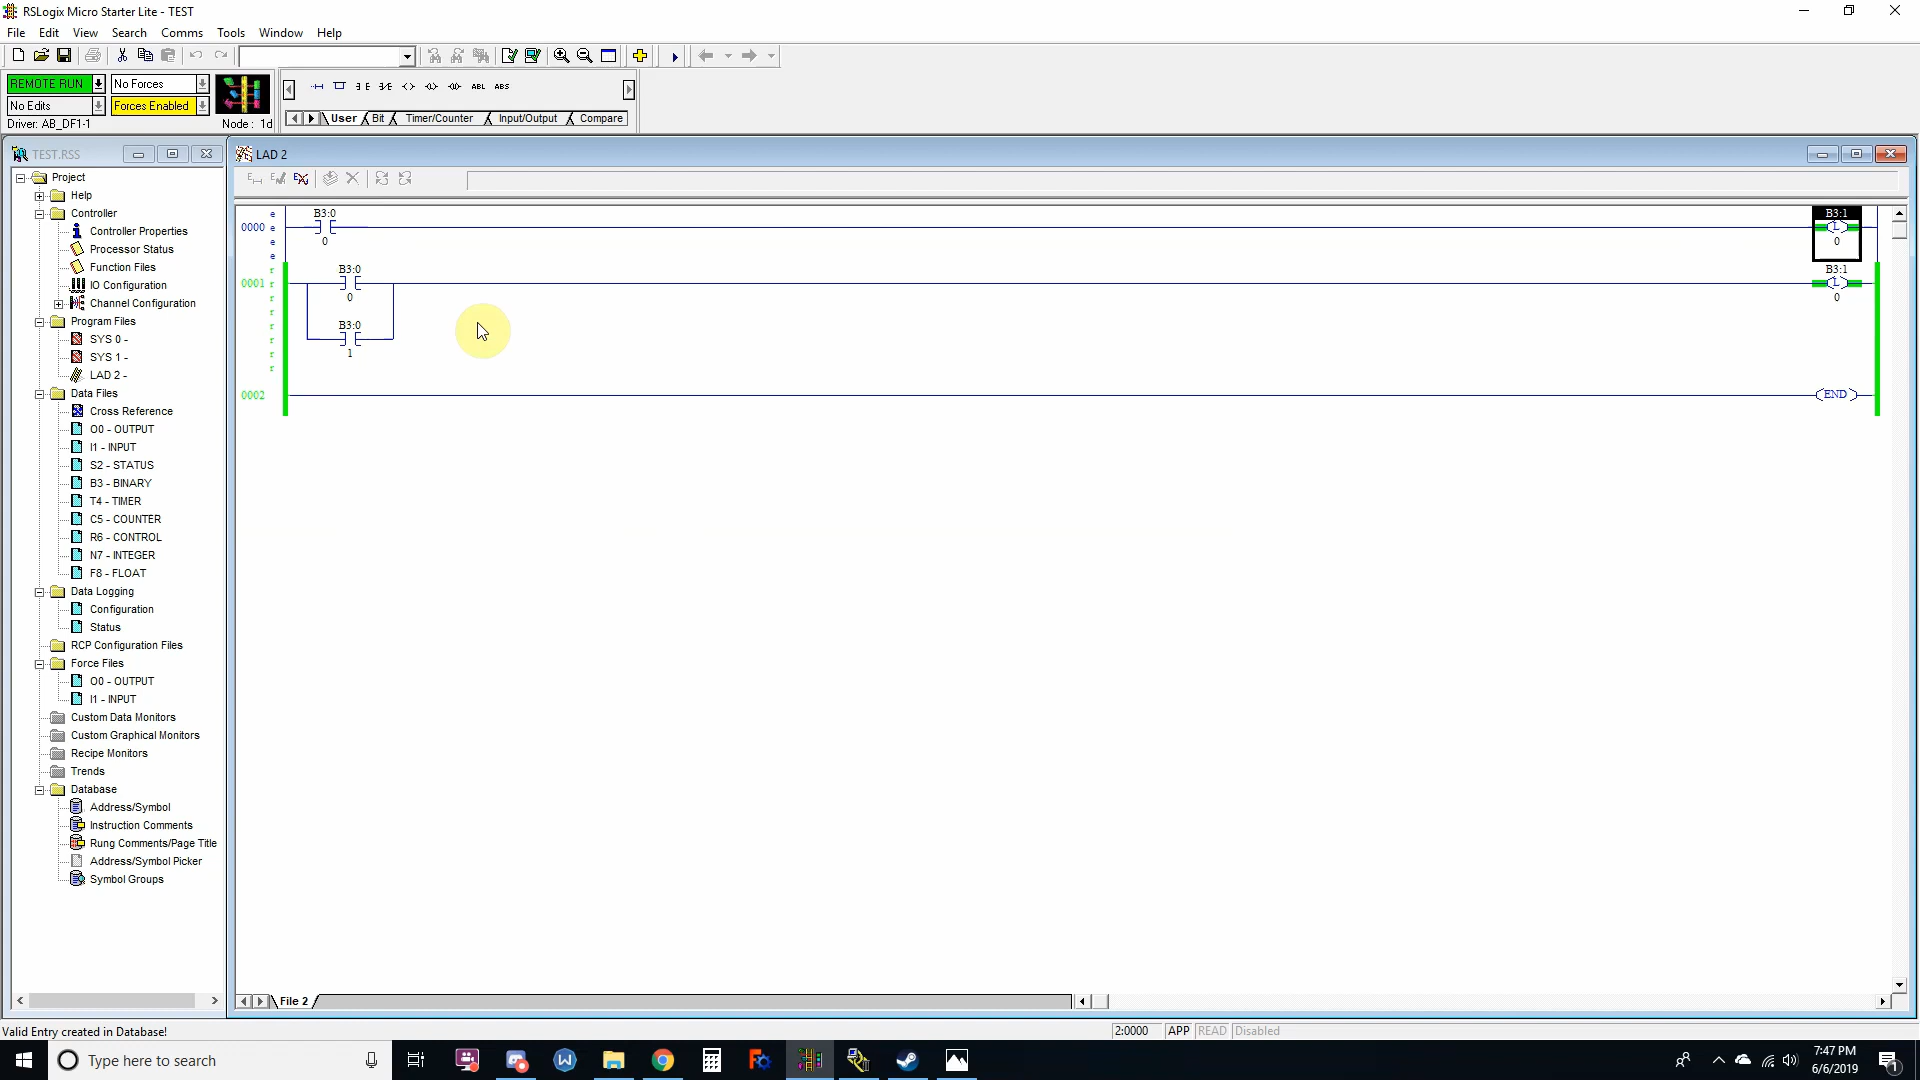 RSLogix Micro Starter Lite - TEST
File Edit View Search Comms Tools Window Help
REMOTE RUN No Forces
No Edits Forces Enabled
Driver: AB_DF1-1 Node : 1d
ABL ABS
User Bit Timer/Counter Input/Output Compare
TEST.RSS
LAD 2
Project
Help
Controller
Controller Properties
Processor Status
Function Files
IO Configuration
Channel Configuration
Program Files
SYS 0 -
SYS 1 -
LAD 2 -
Data Files
Cross Reference
O0 - OUTPUT
I1 - INPUT
S2 - STATUS
B3 - BINARY
T4 - TIMER
C5 - COUNTER
R6 - CONTROL
N7 - INTEGER
F8 - FLOAT
Data Logging
Configuration
Status
RCP Configuration Files
Force Files
O0 - OUTPUT
I1 - INPUT
Custom Data Monitors
Custom Graphical Monitors
Recipe Monitors
Trends
Database
Address/Symbol
Instruction Comments
Rung Comments/Page Title
Address/Symbol Picker
Symbol Groups
e B3:0 B3:1
0000 e L
e 0 0
e
r B3:0 B3:1
0001 r L
r 0 0
r
r B3:0
r
r 1
r
0002 END
File 2
Valid Entry created in Database!
2:0000 APP READ Disabled
Type here to search
7:47 PM
6/6/2019
1